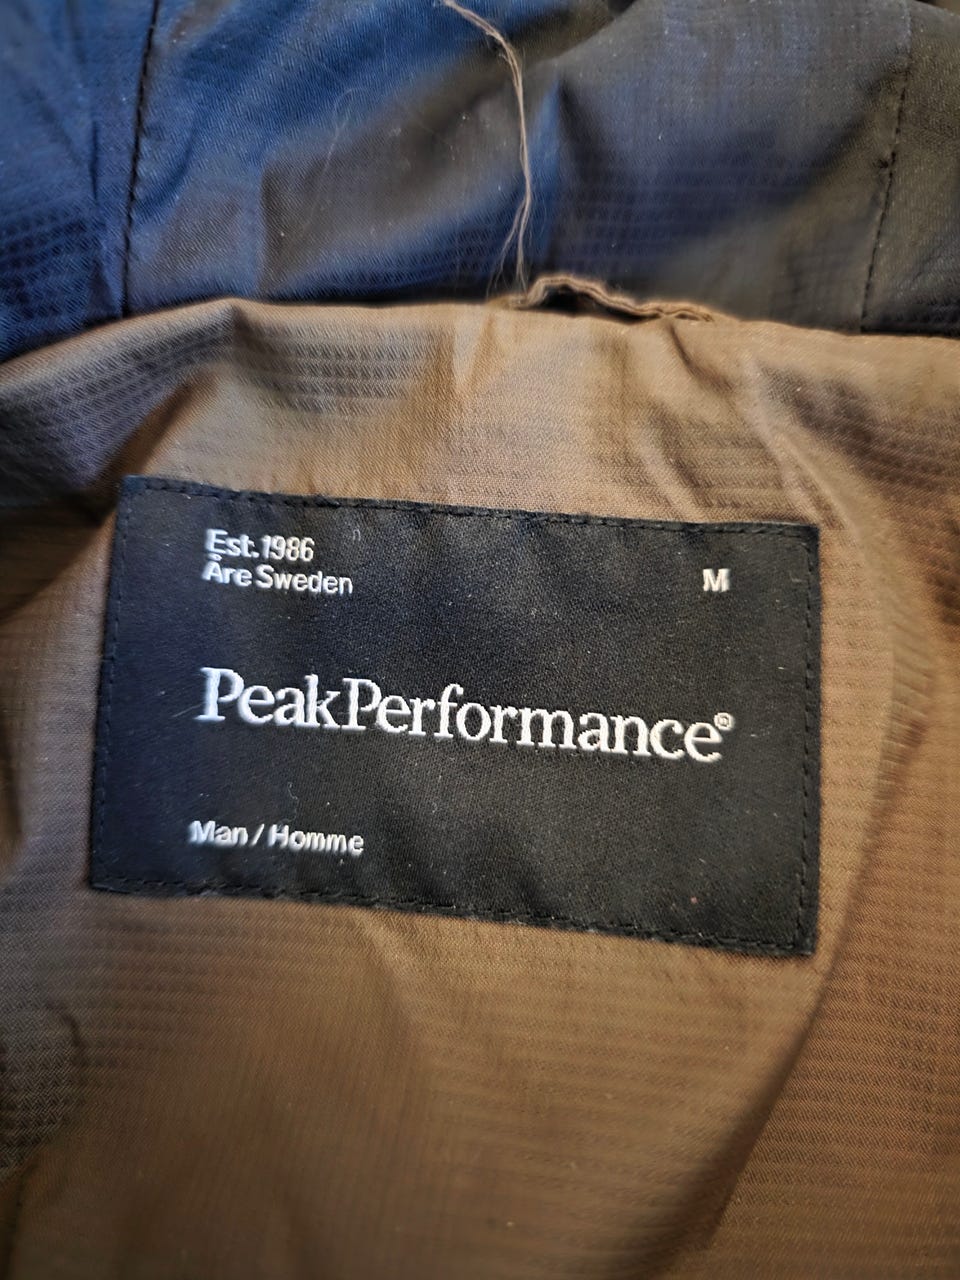 Est.1986
Åre Sweden
M
PeakPerformance®
Man / Homme